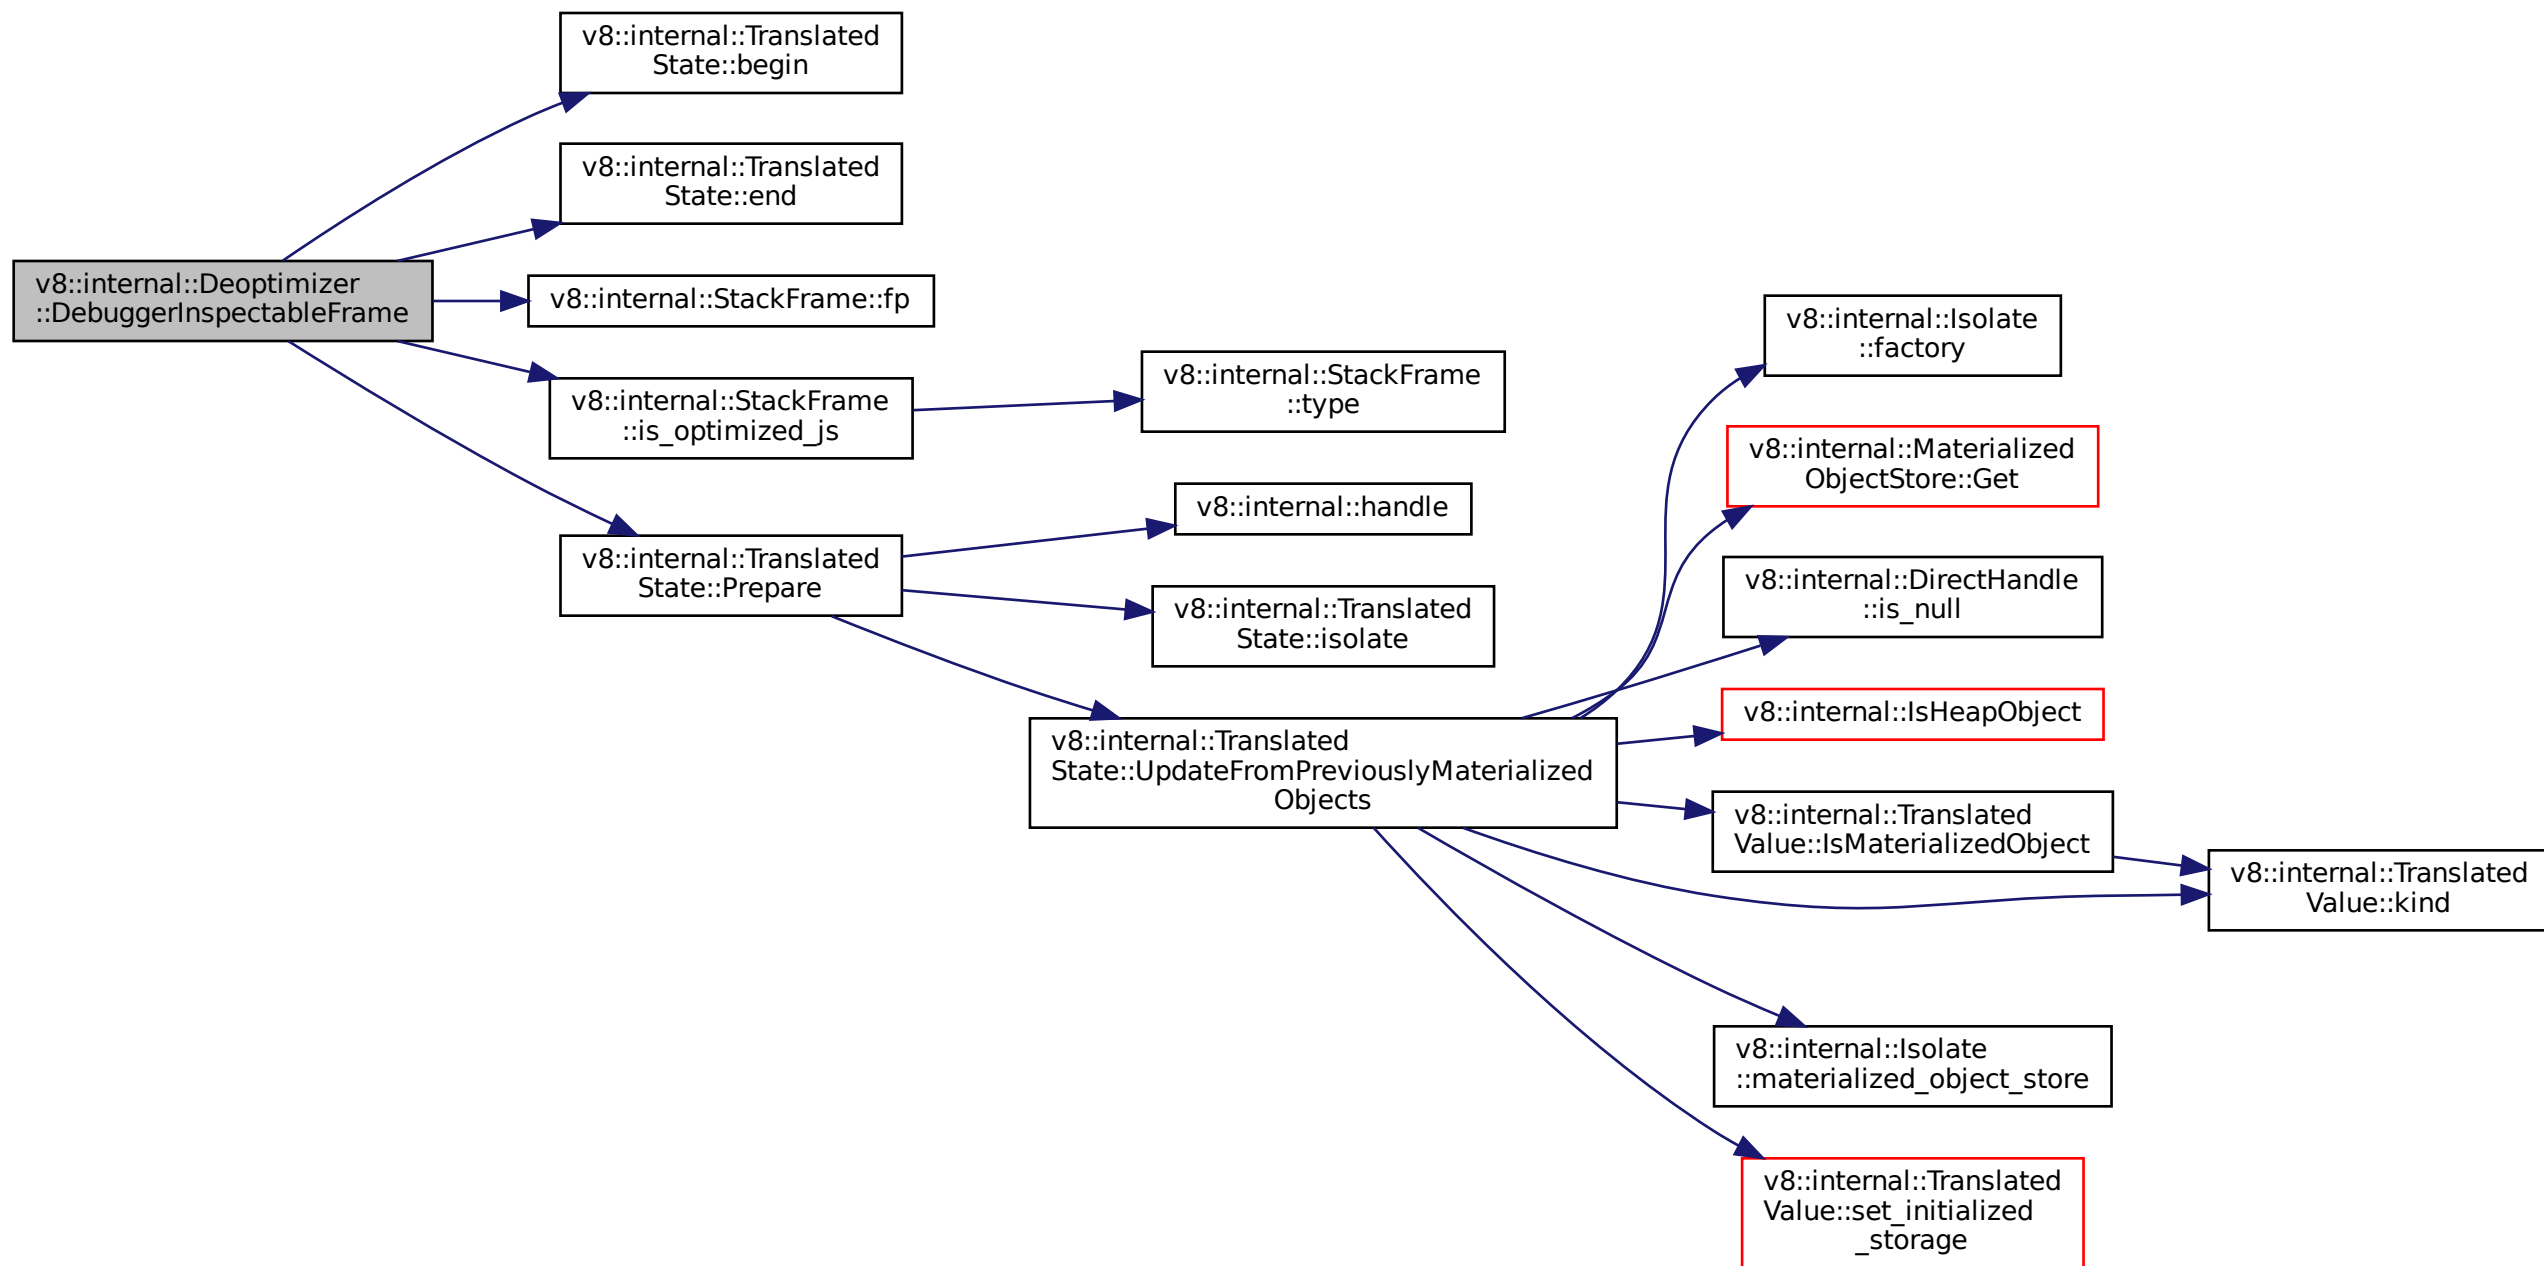 v8::internal::Translated
State::begin
v8::internal::Translated
State::end
v8::internal::Deoptimizer
::DebuggerInspectableFrame
v8::internal::StackFrame::fp
v8::internal::StackFrame
::is_optimized_js
v8::internal::StackFrame
::type
v8::internal::Translated
State::Prepare
v8::internal::handle
v8::internal::Translated
State::isolate
v8::internal::Translated
State::UpdateFromPreviouslyMaterialized
Objects
v8::internal::Isolate
::factory
v8::internal::Materialized
ObjectStore::Get
v8::internal::DirectHandle
::is_null
v8::internal::IsHeapObject
v8::internal::Translated
Value::IsMaterializedObject
v8::internal::Translated
Value::kind
v8::internal::Isolate
::materialized_object_store
v8::internal::Translated
Value::set_initialized
_storage